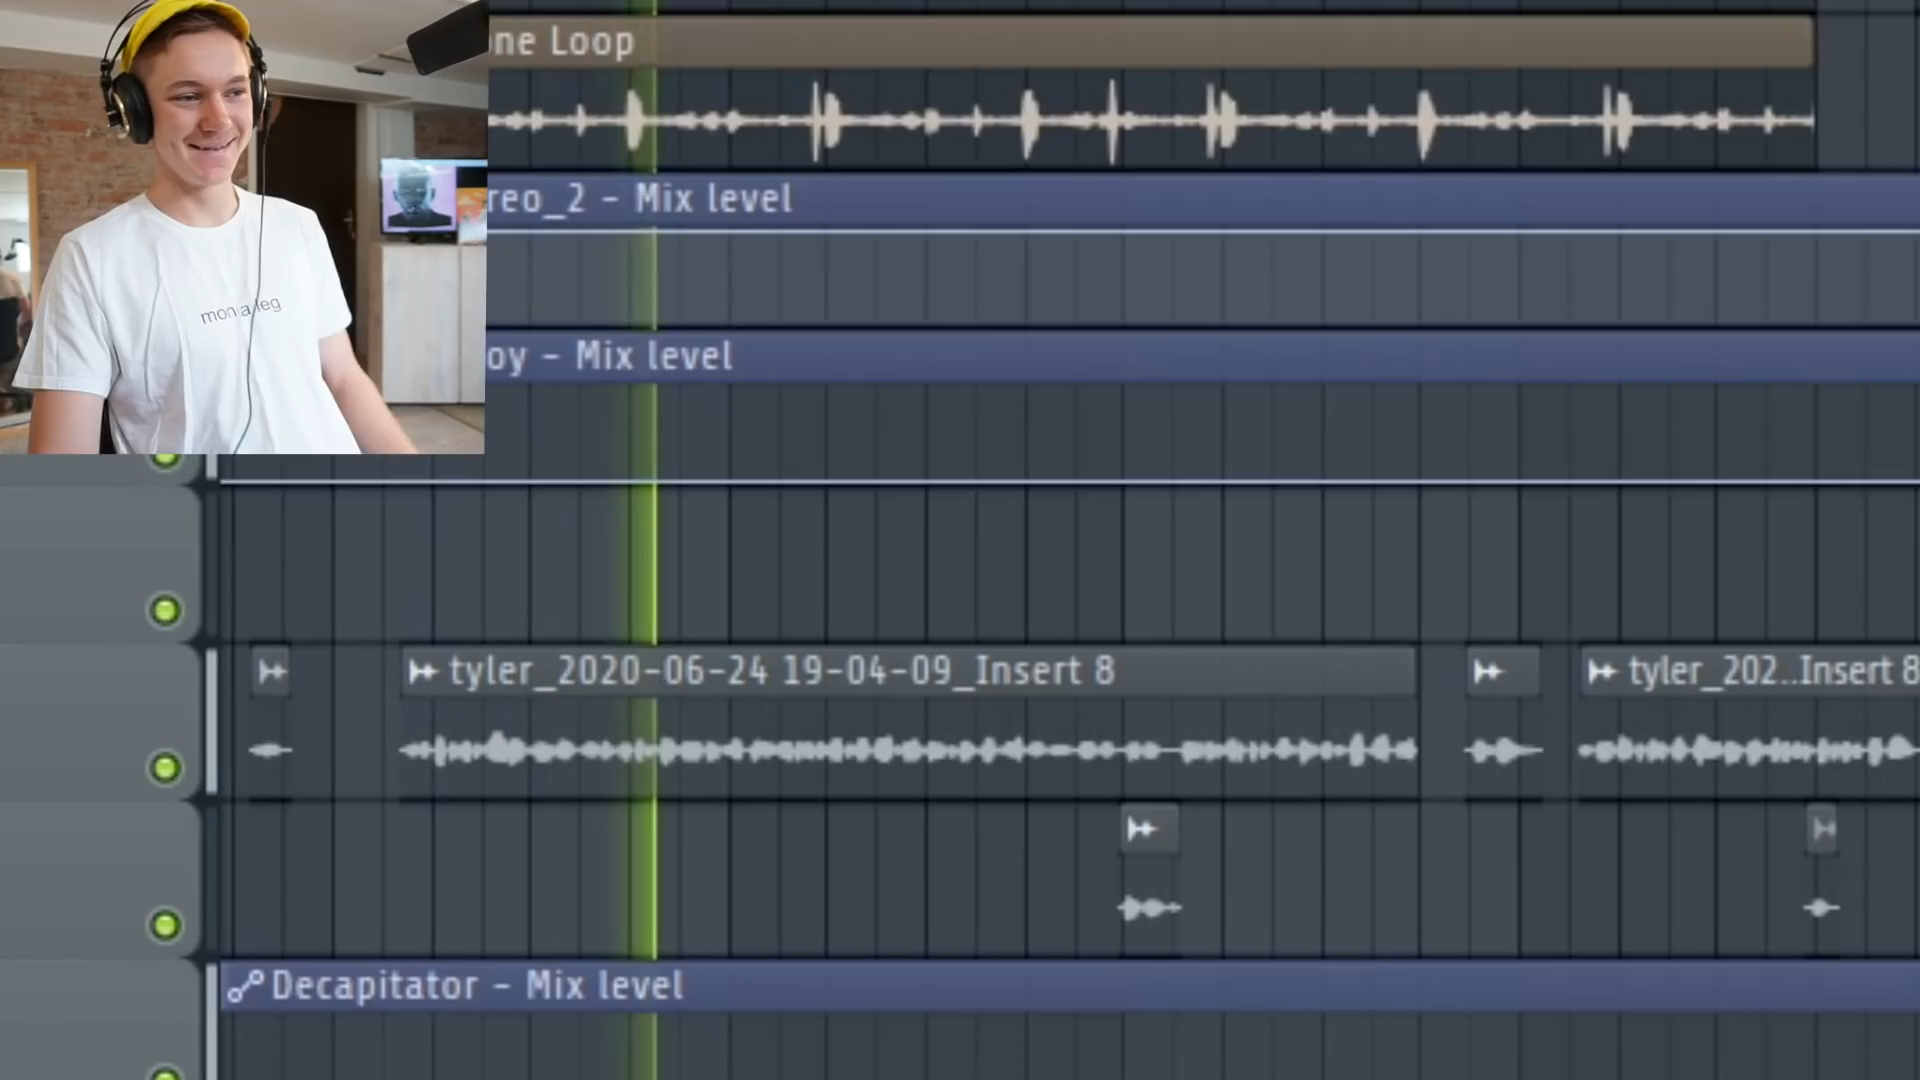 ne Loop
reo_2 - Mix level
oy - Mix level
tyler_2020-06-24 19-04-09_Insert 8
tyler_202..Insert 8
Decapitator - Mix level